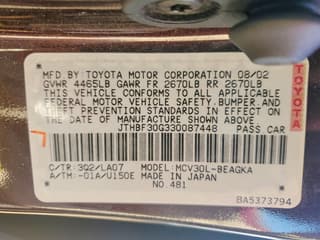 MFD BY TOYOTA MOTOR CORPORATION 08/02
GVWR 4465LB GAWR FR 2670LB RR 2670LB
THIS VEHICLE CONFORMS TO ALL APPLICABLE
FEDERAL MOTOR VEHICLE SAFETY, BUMPER, AND
THEFT PREVENTION STANDARDS IN EFFECT ON
THE DATE OF MANUFACTURE SHOWN ABOVE.
JTHBF30G330087448 PASS CAR
C/TR: 3Q2/LA07 MODEL: MCV30L-BEAGKA
A/TM: -01A/U150E MADE IN JAPAN
NO. 481
BA5373794
TOYOTA